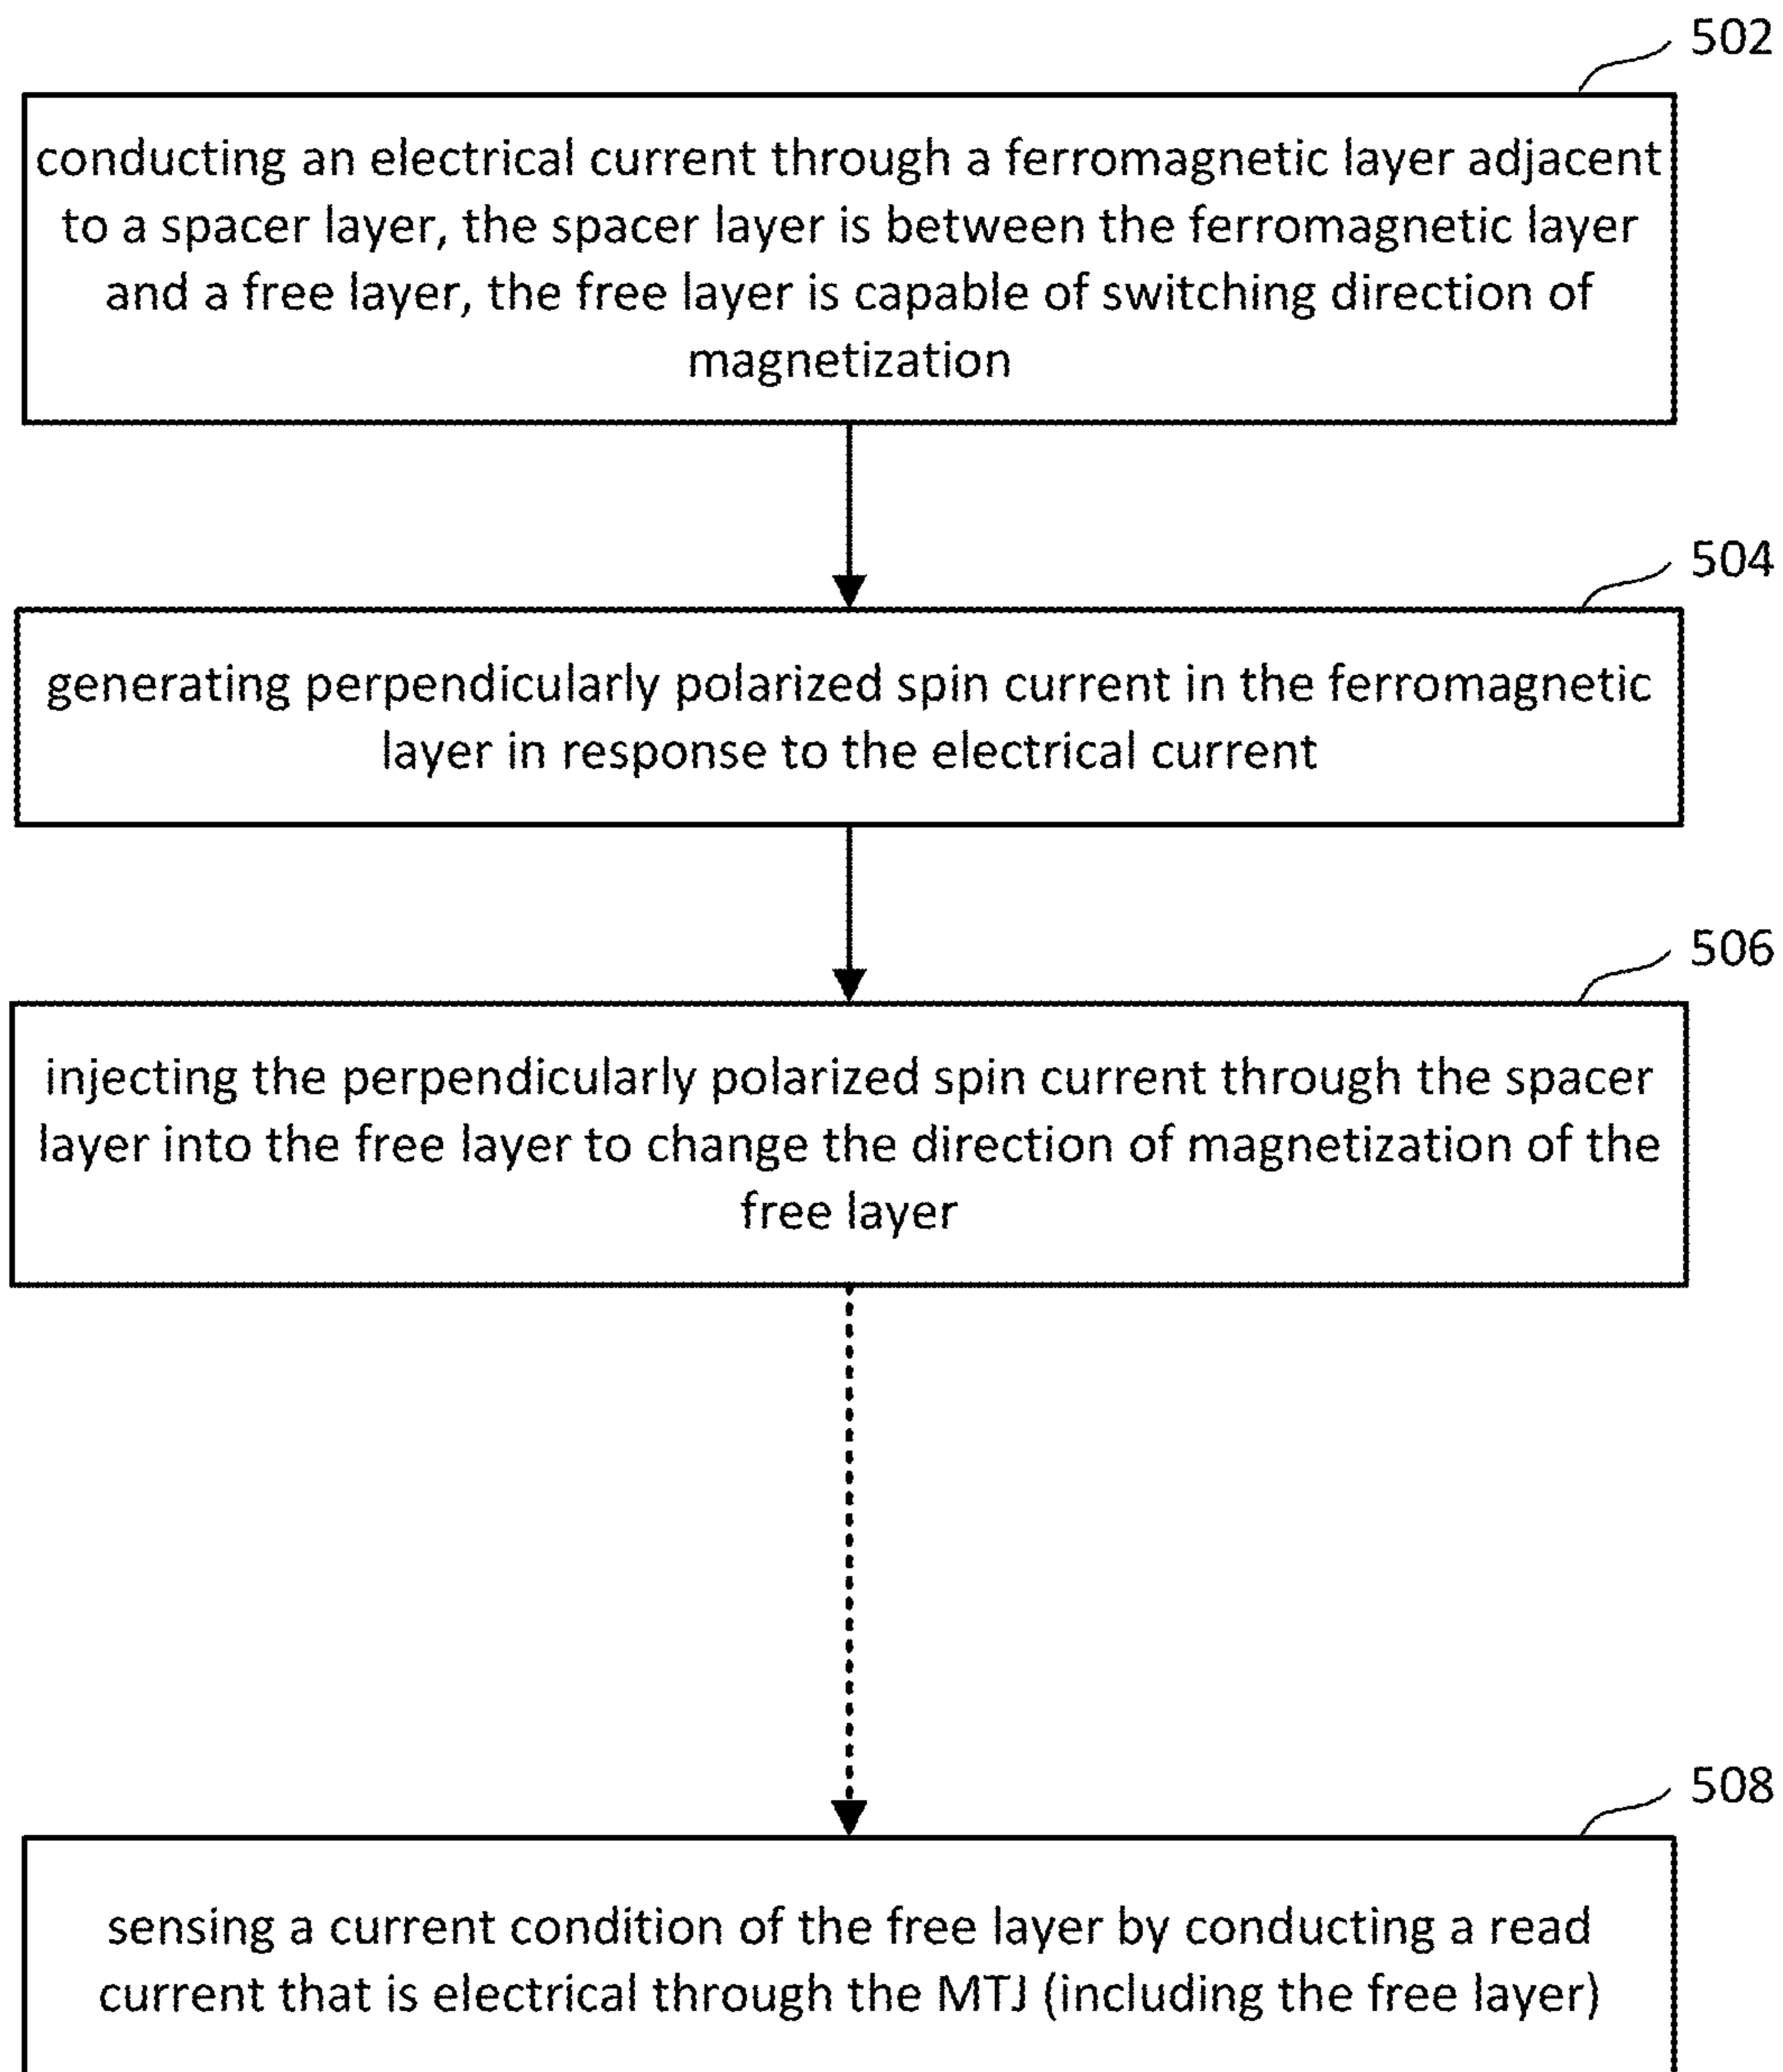 502
conducting an electrical current through a ferromagnetic layer adjacent
to a spacer layer, the spacer layer is between the ferromagnetic layer
and a free layer, the free layer is capable of switching direction of
magnetization
504
generating perpendicularly polarized spin current in the ferromagnetic
layer in response to the electrical current
506
injecting the perpendicularly polarized spin current through the spacer
layer into the free layer to change the direction of magnetization of the
free layer
508
sensing a current condition of the free layer by conducting a read
current that is electrical through the MTJ (including the free layer)